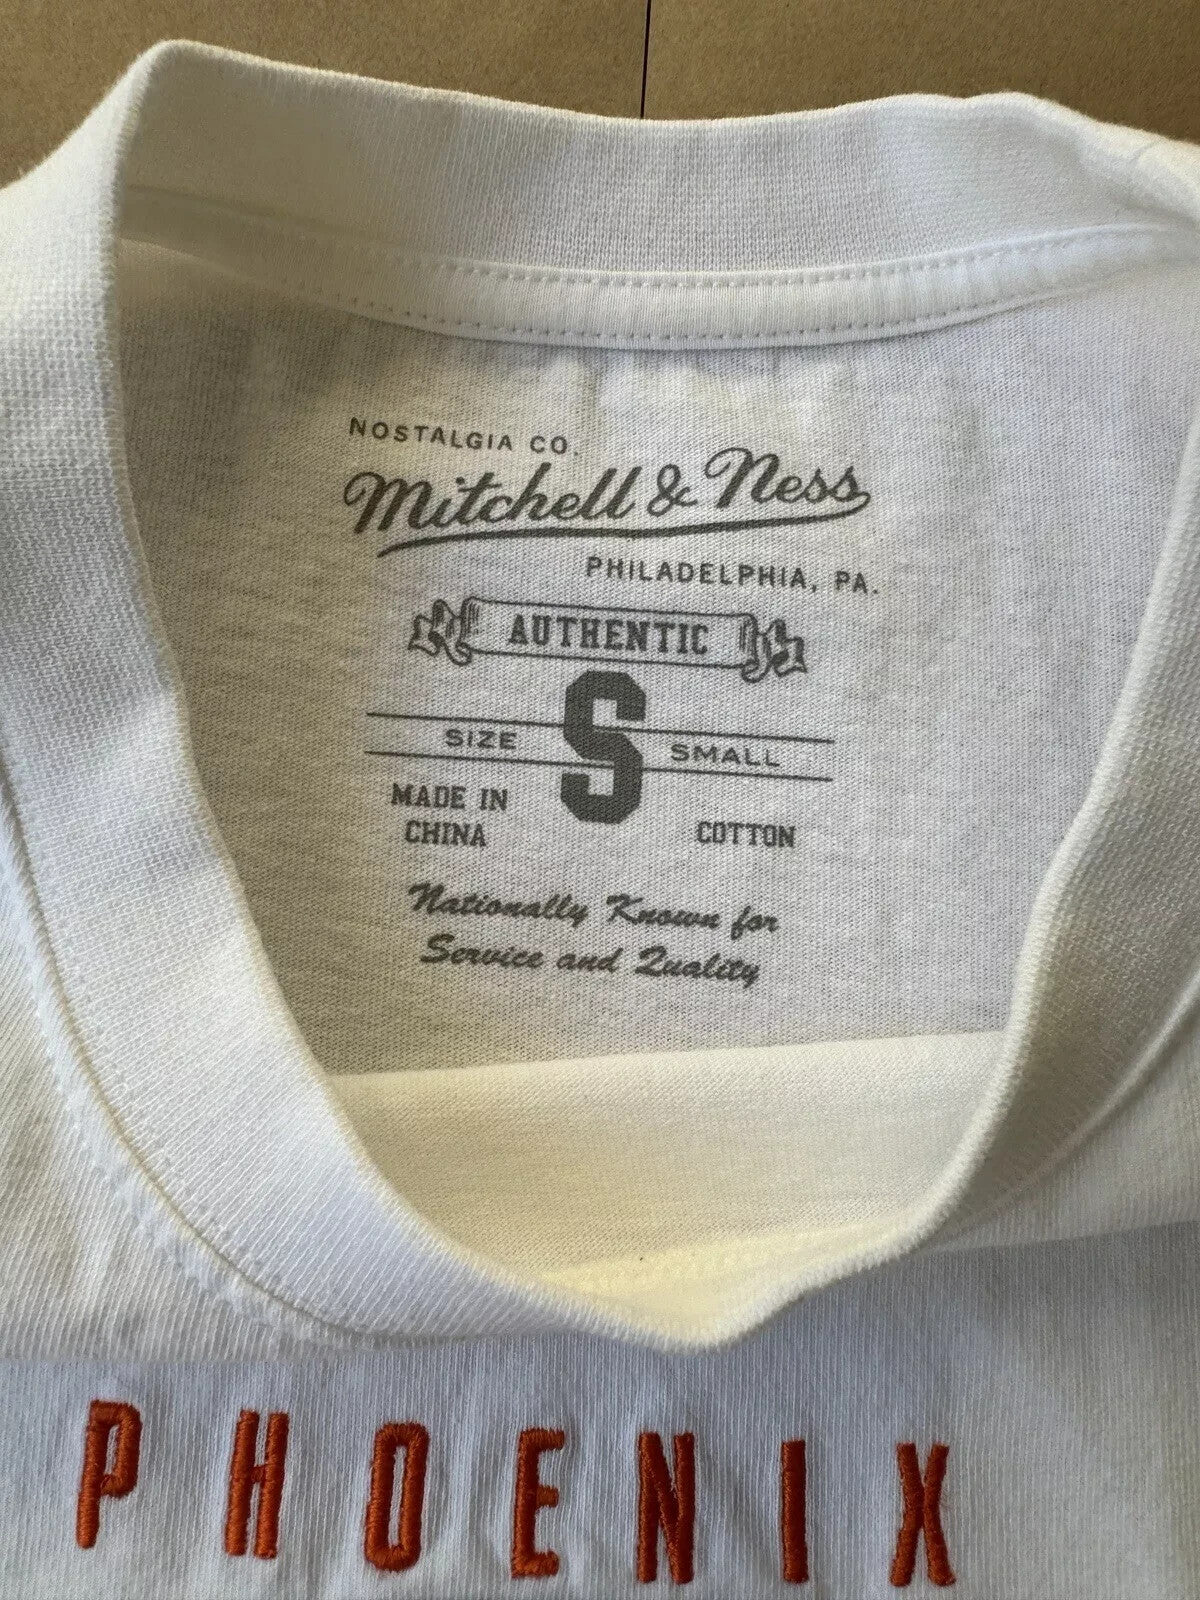 NOSTALGIA CO.
Mitchell & Ness
PHILADELPHIA, PA.
AUTHENTIC
SIZE S SMALL
MADE IN
CHINA
COTTON
Nationally Known for
Service and Quality
PHOENIX